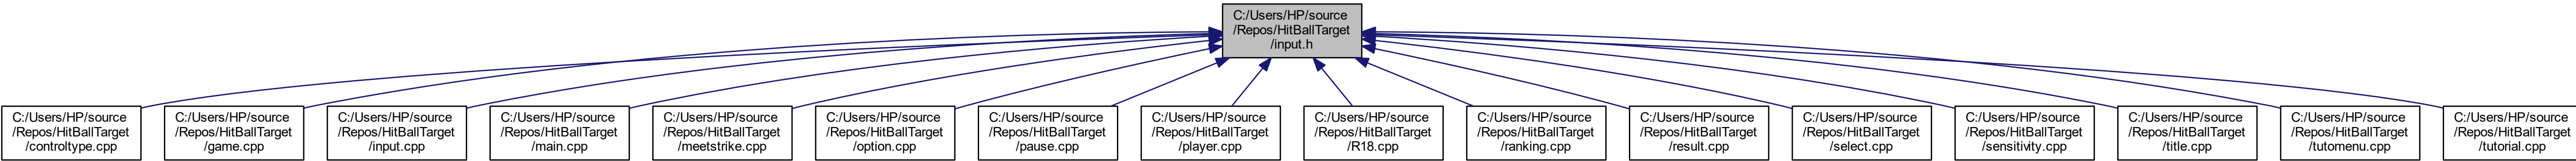 C:/Users/HP/source
/Repos/HitBallTarget
/input.h
C:/Users/HP/source
/Repos/HitBallTarget
/controltype.cpp
C:/Users/HP/source
/Repos/HitBallTarget
/game.cpp
C:/Users/HP/source
/Repos/HitBallTarget
/input.cpp
C:/Users/HP/source
/Repos/HitBallTarget
/main.cpp
C:/Users/HP/source
/Repos/HitBallTarget
/meetstrike.cpp
C:/Users/HP/source
/Repos/HitBallTarget
/option.cpp
C:/Users/HP/source
/Repos/HitBallTarget
/pause.cpp
C:/Users/HP/source
/Repos/HitBallTarget
/player.cpp
C:/Users/HP/source
/Repos/HitBallTarget
/R18.cpp
C:/Users/HP/source
/Repos/HitBallTarget
/ranking.cpp
C:/Users/HP/source
/Repos/HitBallTarget
/result.cpp
C:/Users/HP/source
/Repos/HitBallTarget
/select.cpp
C:/Users/HP/source
/Repos/HitBallTarget
/sensitivity.cpp
C:/Users/HP/source
/Repos/HitBallTarget
/title.cpp
C:/Users/HP/source
/Repos/HitBallTarget
/tutomenu.cpp
C:/Users/HP/source
/Repos/HitBallTarget
/tutorial.cpp